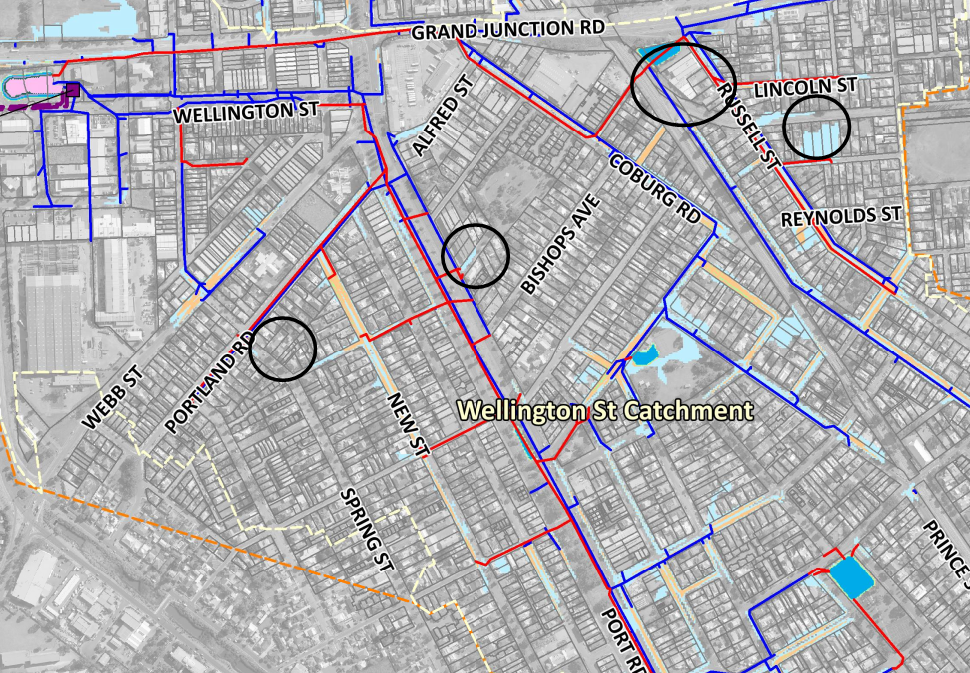 GRAND JUNCTION RD
LINCOLN ST
WELLINGTON ST
ALFRED ST
RUSSELL ST
COBURG RD
REYNOLDS ST
BISHOPS AVE
PORTLAND RD
WEBB ST
NEW ST
Wellington St Catchment
SPRING ST
PRINCE S
PORT RD